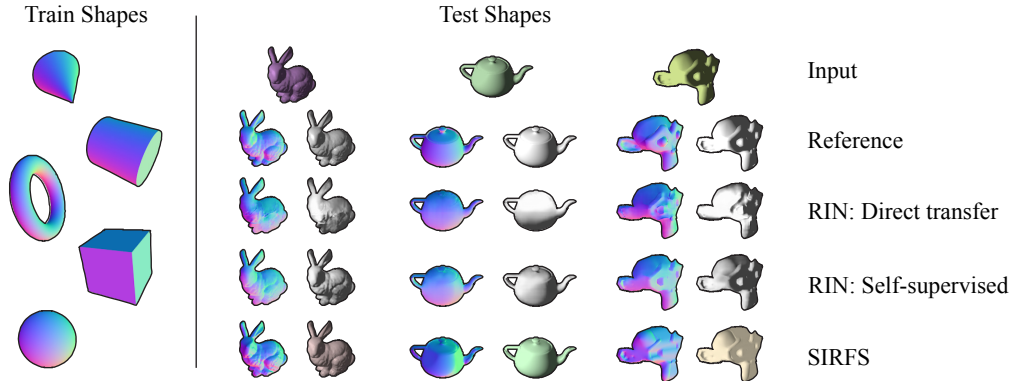 Train Shapes
Test Shapes
Input
Reference
RIN: Direct transfer
RIN: Self-supervised
SIRFS